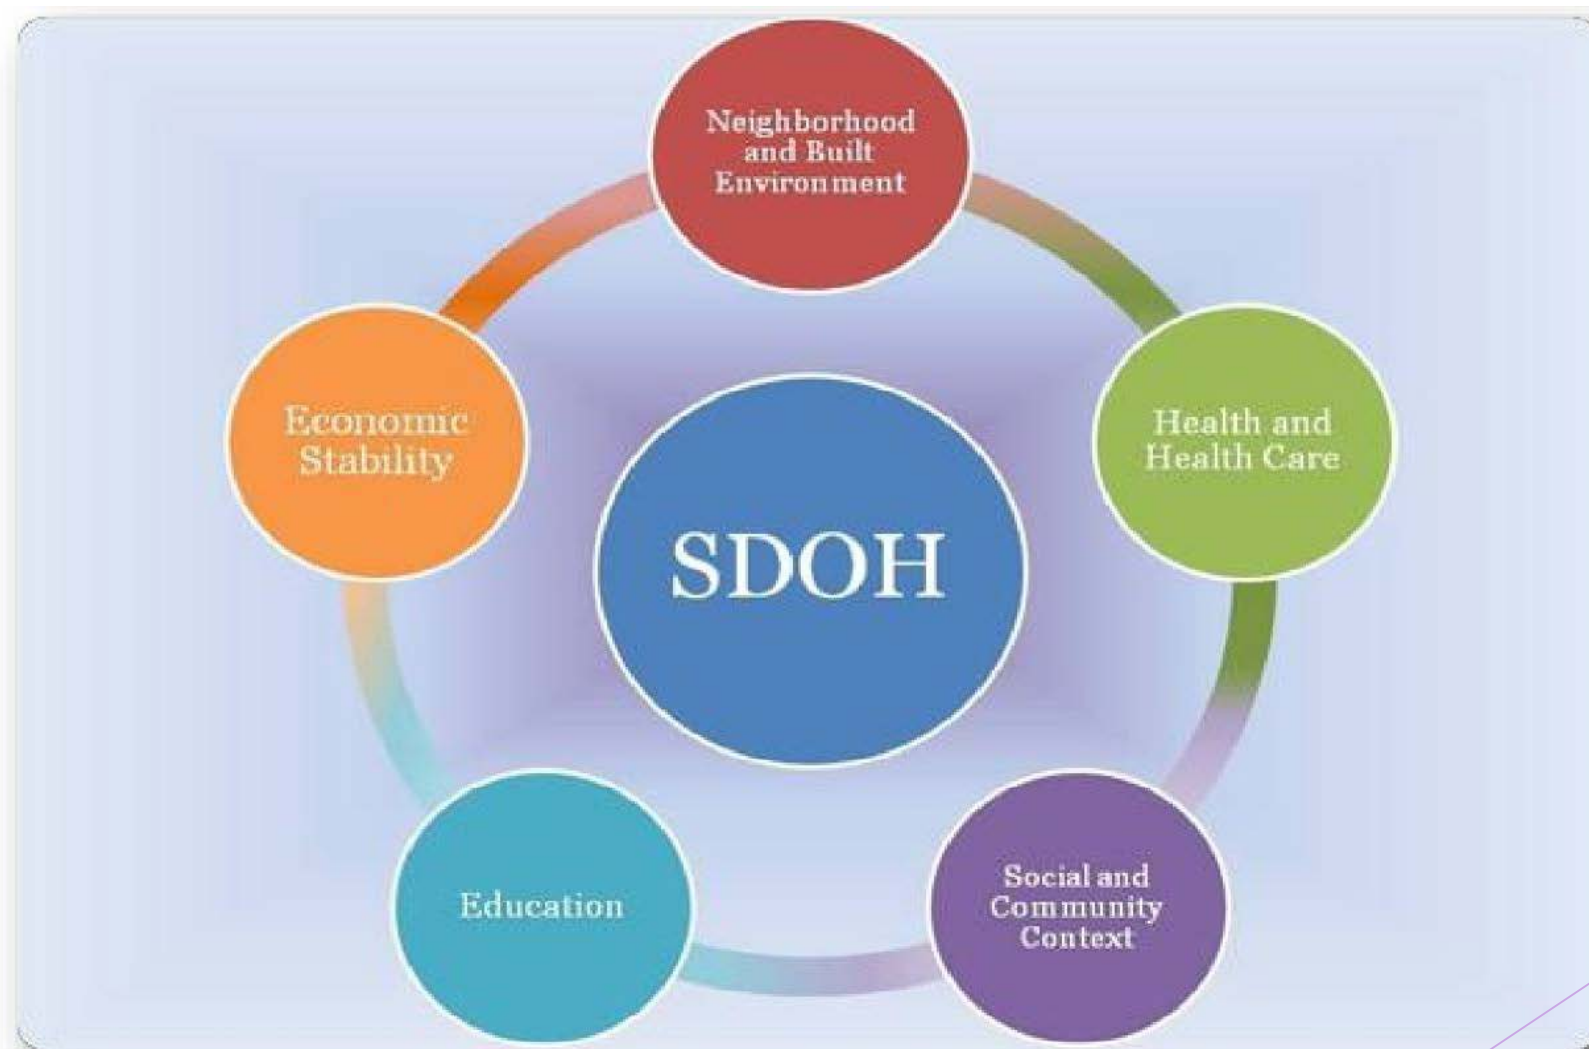 Neighborhood
and Built
Environment
Economic
Stability
Health and
Health Care
SDOH
Education
Social and
Community
Context